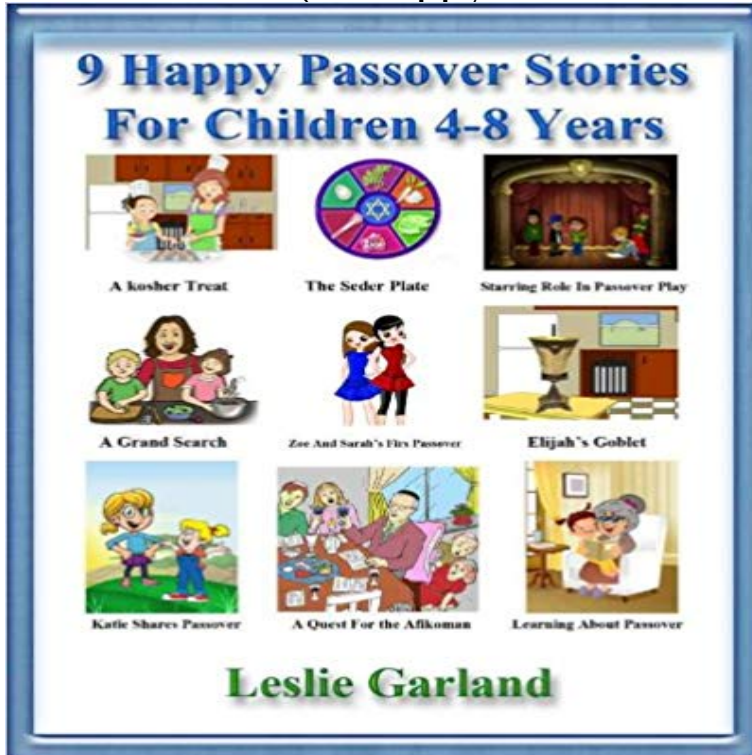 9 Happy Passover Stories
For Children 4-8 Years
A kosher Treat
The Seder Plate
Starring Role In Passover Play
A Grand Search
Zoe And Sarah's Firs Passover
Elijah's Goblet
Katie Shares Passover
A Quest For the Afikoman
Learning About Passover
Leslie Garland